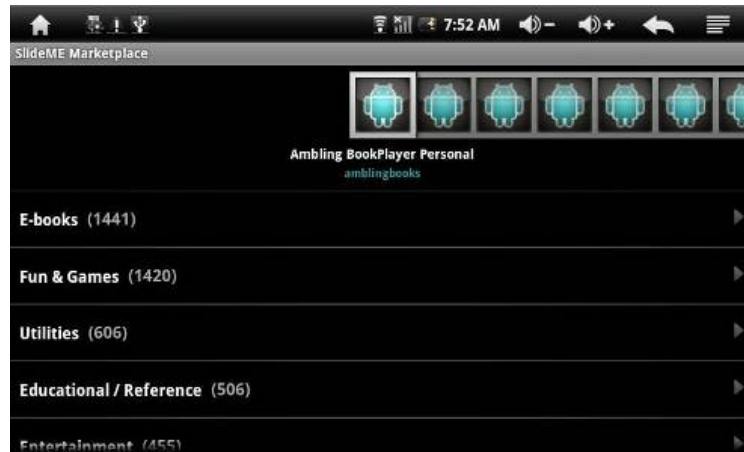 7:52 AM
SlideME Marketplace
Ambling BookPlayer Personal
amblingbooks
E-books (1441)
Fun & Games (1420)
Utilities (606)
Educational / Reference (506)
Entertainment (455)